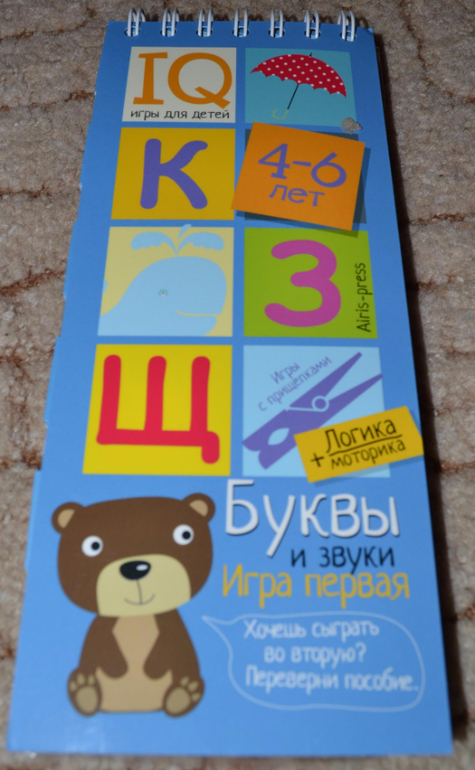 IQ
игры для детей
К
4-6
лет
З
Airis-press
Щ
Игры
с прищепками
+ Логика
моторика
Буквы
и звуки
Игра первая
Хочешь сыграть
во вторую?
Переверни пособие.